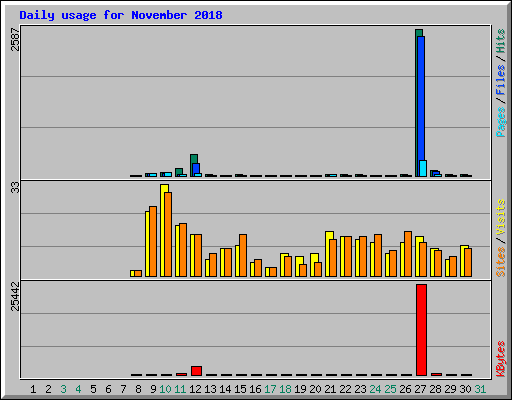 Daily usage for November 2018
2587
Pages / Files / Hits
33
Sites / Visits
25442
KBytes
1 2 3 4 5 6 7 8 9 10 11 12 13 14 15 16 17 18 19 20 21 22 23 24 25 26 27 28 29 30 31